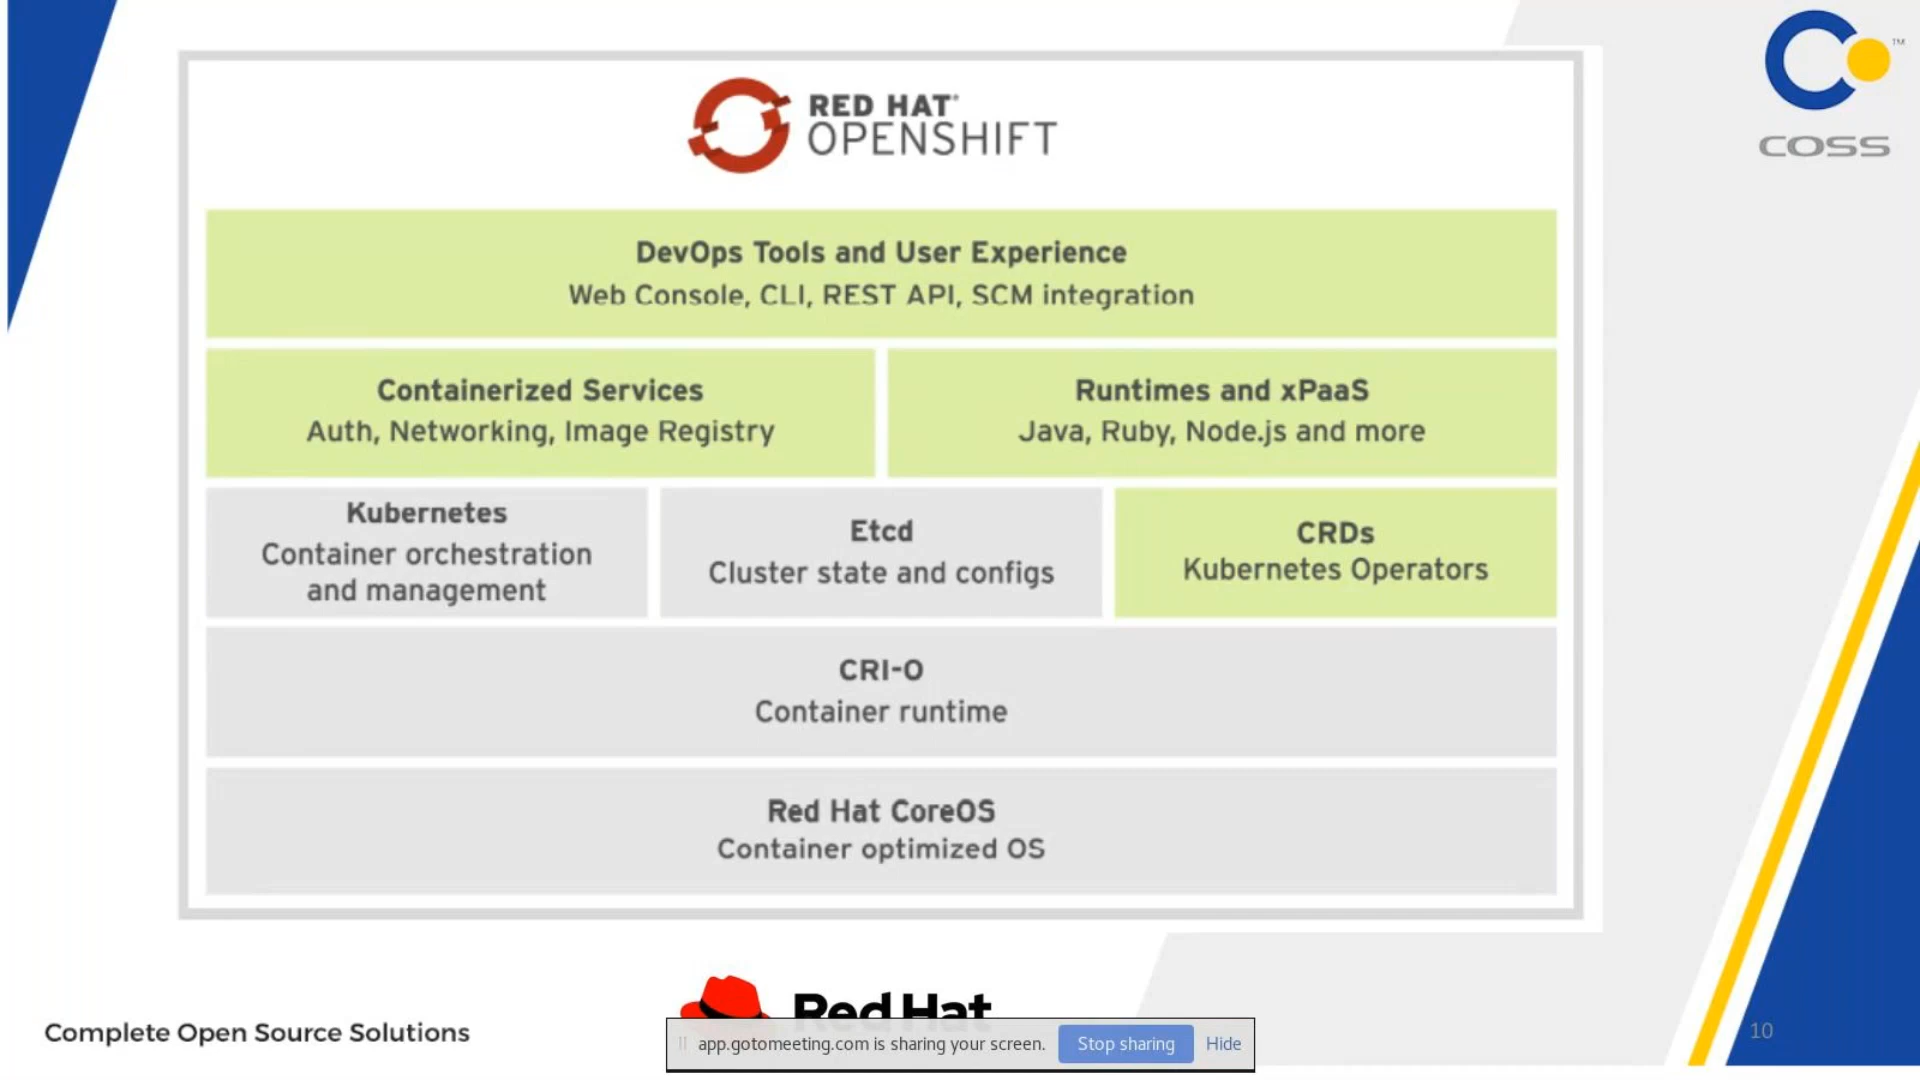 COSS
TM
RED HAT®
OPENSHIFT
DevOps Tools and User Experience
Web Console, CLI, REST API, SCM integration
Containerized Services
Auth, Networking, Image Registry
Runtimes and xPaaS
Java, Ruby, Node.js and more
Kubernetes
Container orchestration
and management
Etcd
Cluster state and configs
CRDs
Kubernetes Operators
CRI-O
Container runtime
Red Hat CoreOS
Container optimized OS
Complete Open Source Solutions
Red Hat
app.gotomeeting.com is sharing your screen.
Stop sharing
Hide
10